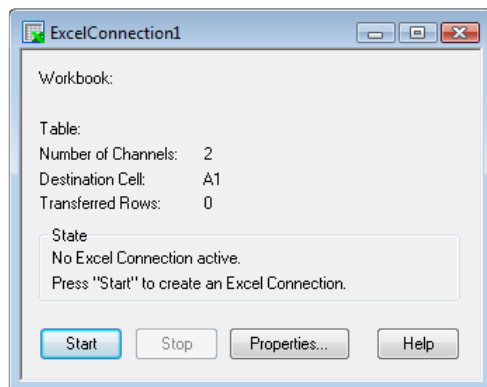 ExcelConnection1
Workbook:
Table:
Number of Channels: 2
Destination Cell: A1
Transferred Rows: 0
State
No Excel Connection active.
Press "Start" to create an Excel Connection.
Start Stop Properties... Help